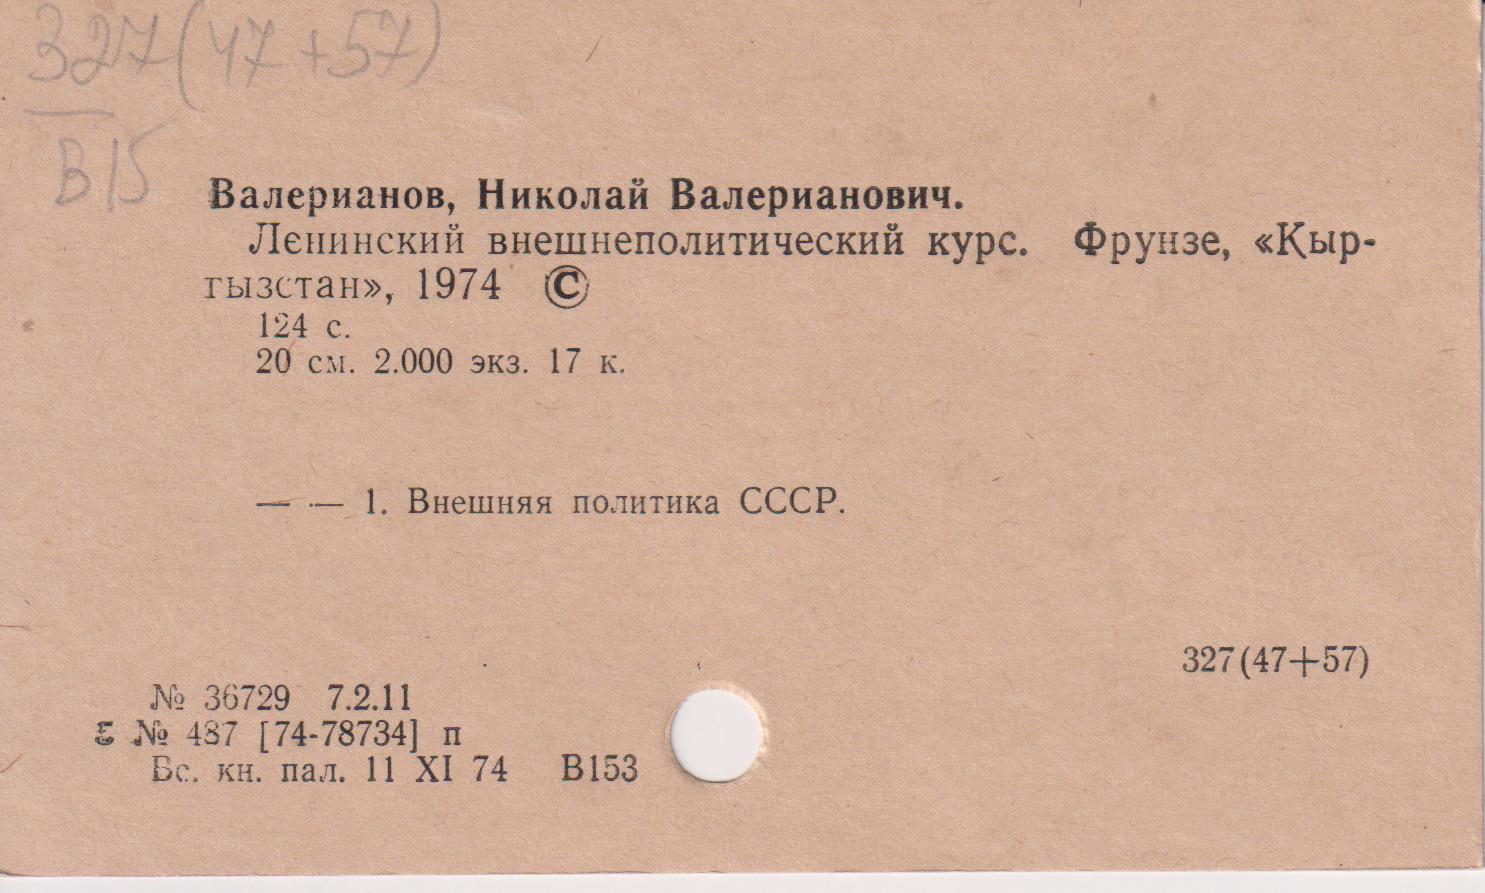 327(47+57)
В15
Валерианов, Николай Валерианович.
Ленинский внешнеполитический курс. Фрунзе, «Кыр-
гызстан», 1974 ©
124 с.
20 см. 2.000 экз. 17 к.
— — 1. Внешняя политика СССР.
327(47+57)
№ 36729 7.2.11
№ 487 [74-78734] п
Вс. кн. пал. 11 XI 74 В153